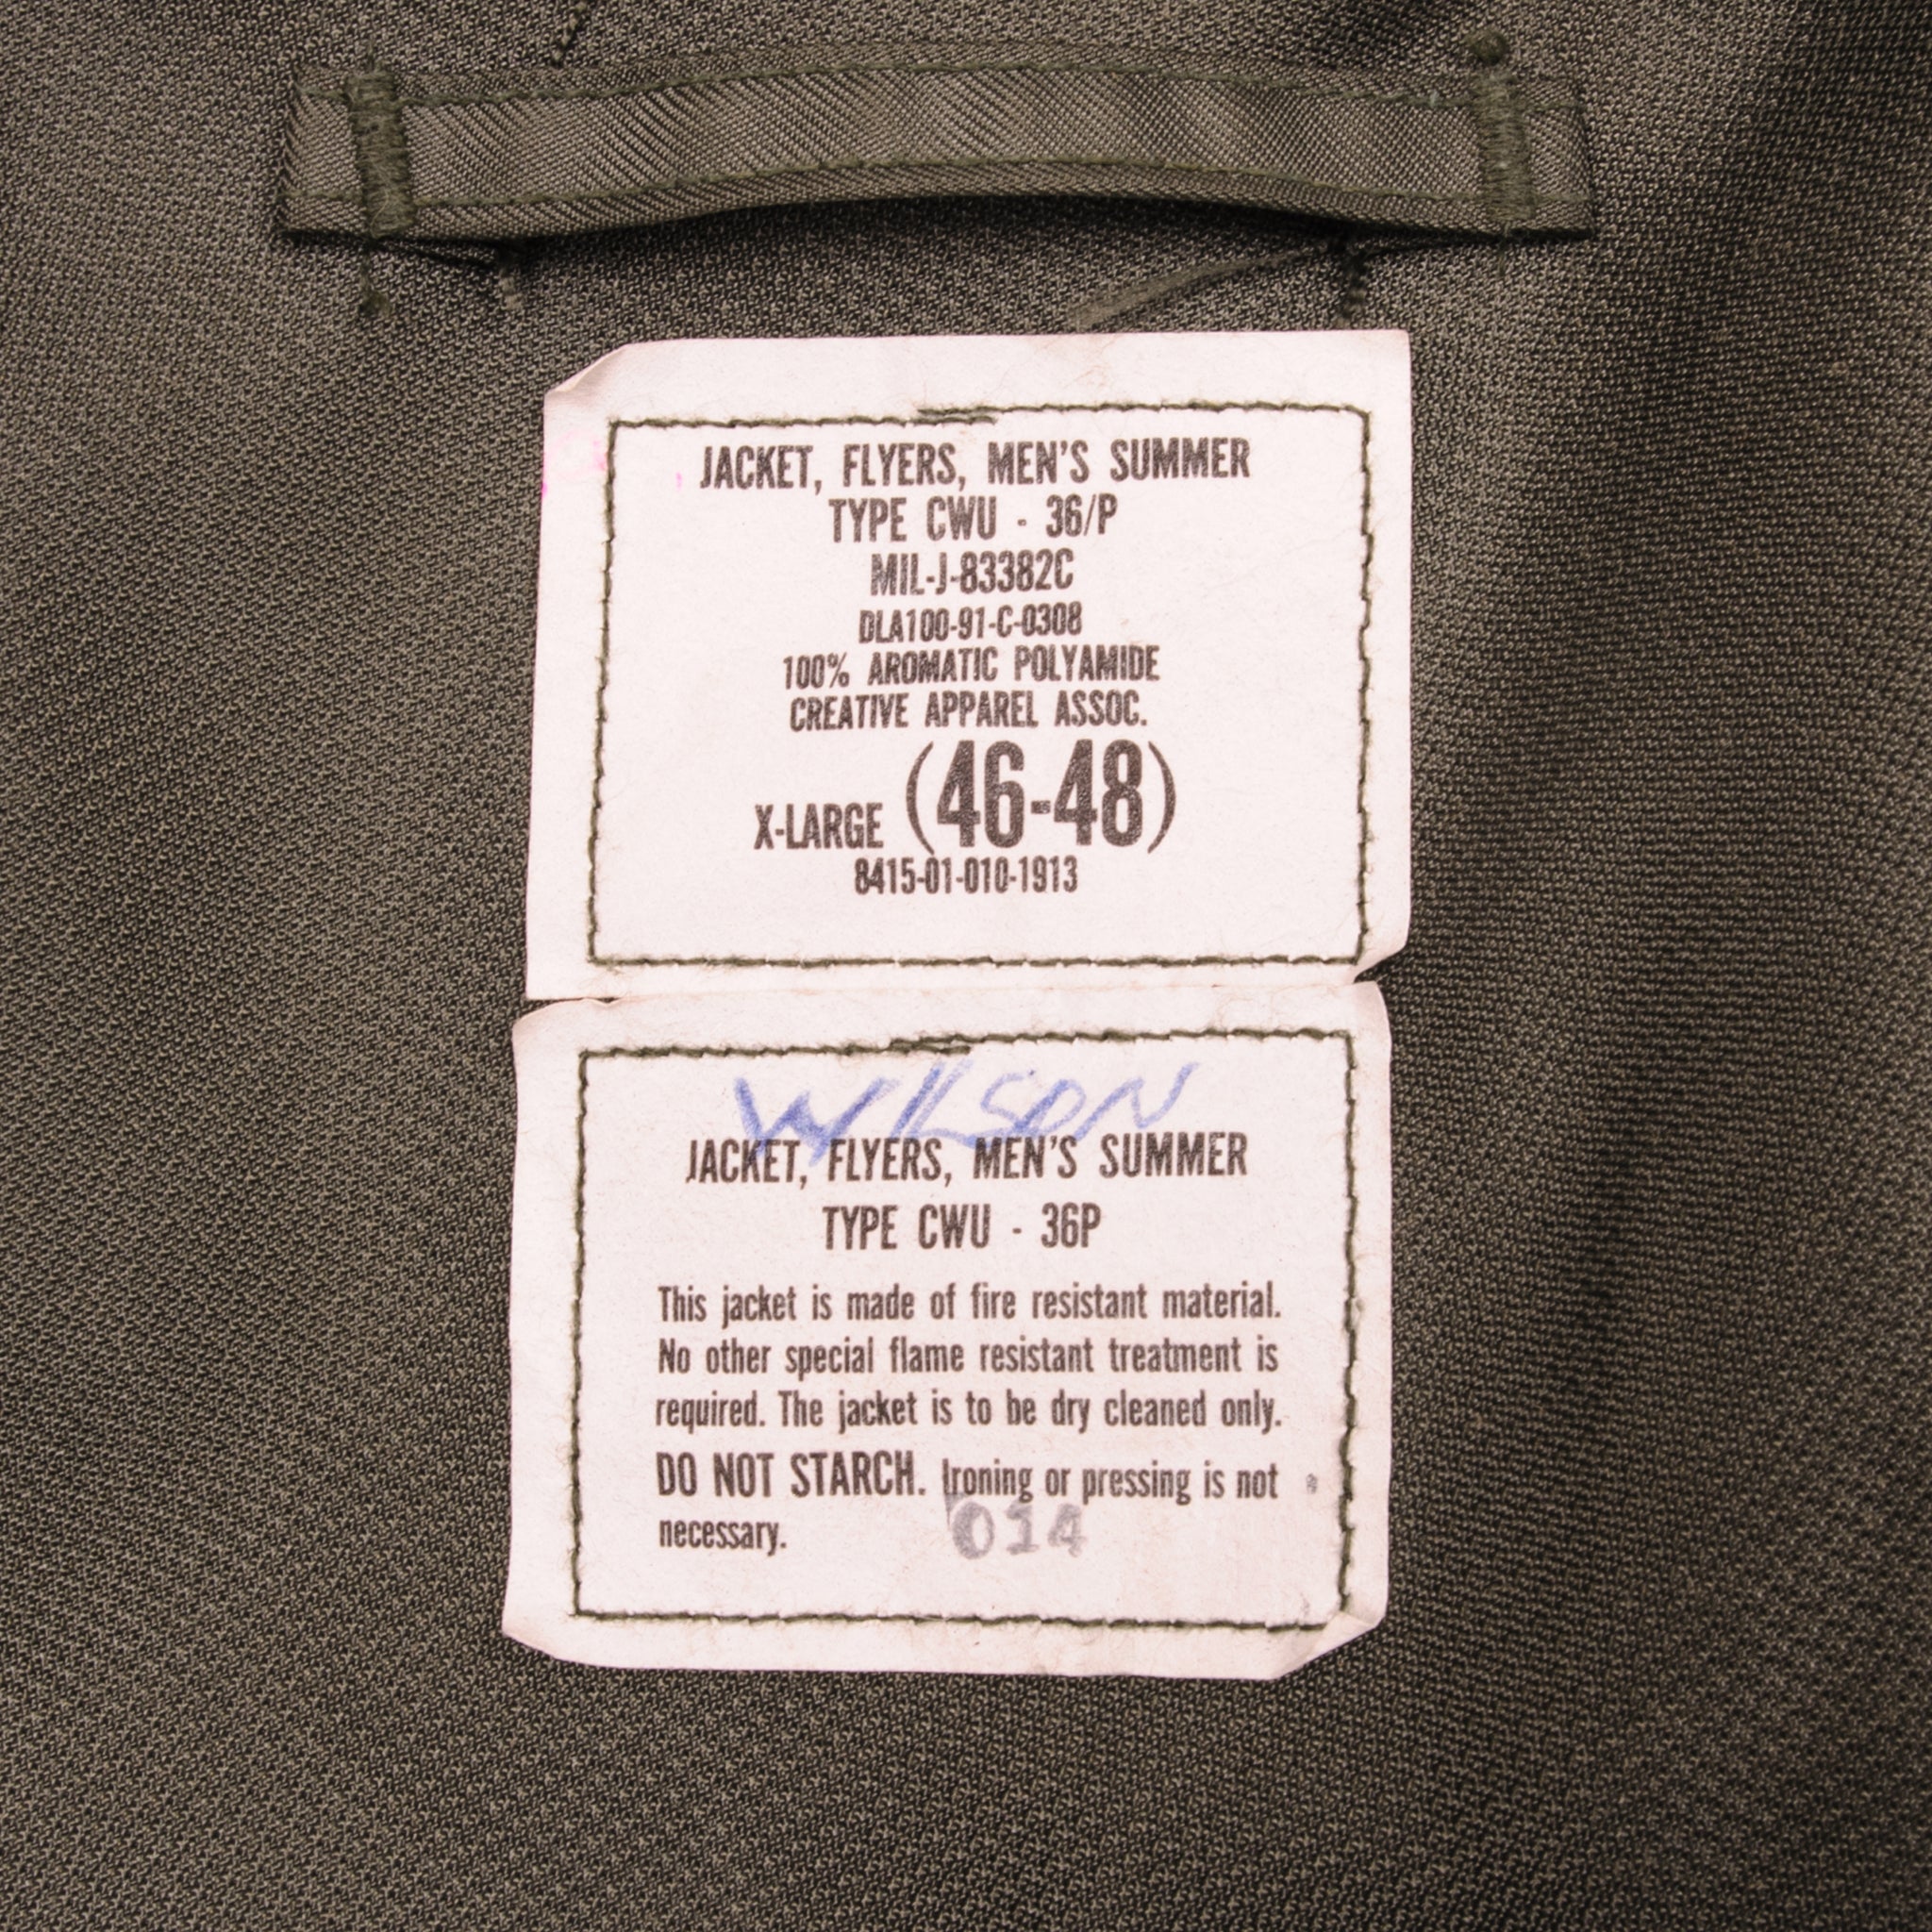 JACKET, FLYERS, MEN'S SUMMER
TYPE CWU - 36/P
MIL-J-83382C
DLA100-91-C-0308
100% AROMATIC POLYAMIDE
CREATIVE APPAREL ASSOC.
X-LARGE (46-48)
8415-01-010-1913
WILSON
JACKET, FLYERS, MEN'S SUMMER
TYPE CWU - 36P
This jacket is made of fire resistant material.
No other special flame resistant treatment is
required. The jacket is to be dry cleaned only.
DO NOT STARCH. Ironing or pressing is not
necessary. 014